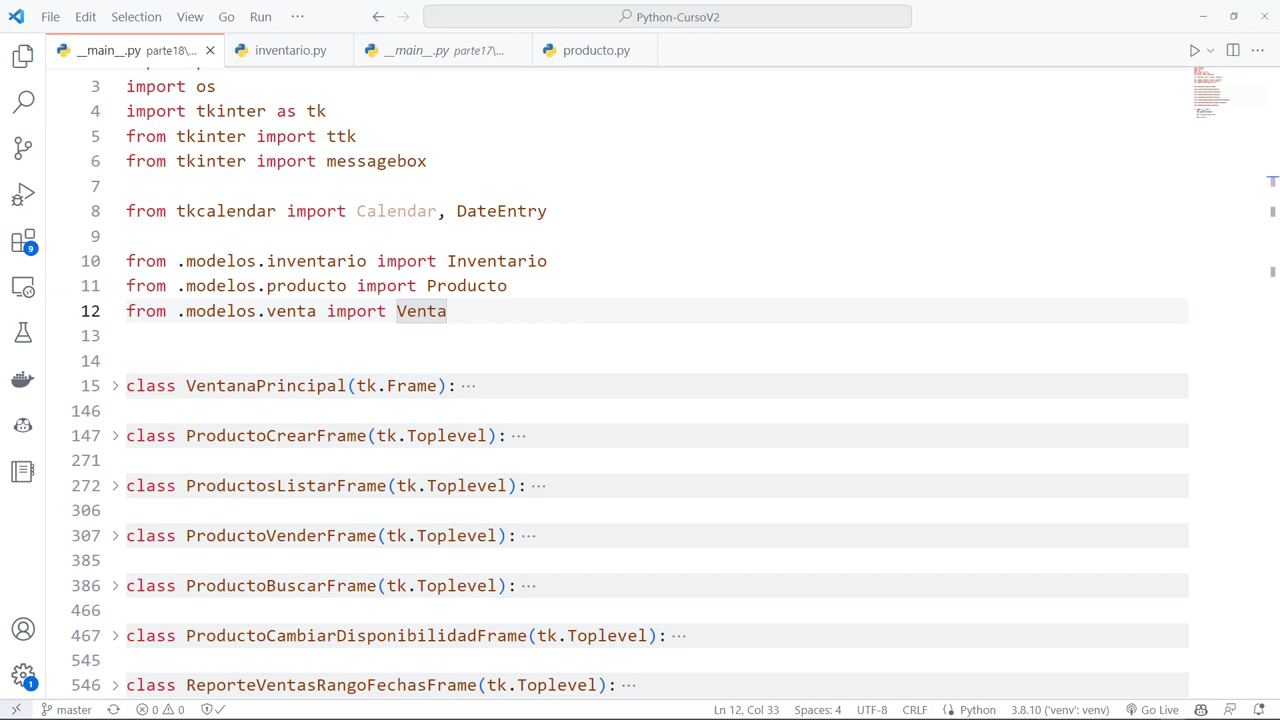 File Edit Selection View Go Run ··· Python-CursoV2
__main__.py parte18\... inventario.py __main__.py parte17\... producto.py
3 import os
4 import tkinter as tk
5 from tkinter import ttk
6 from tkinter import messagebox
7
8 from tkcalendar import Calendar, DateEntry
9
10 from .modelos.inventario import Inventario
11 from .modelos.producto import Producto
12 from .modelos.venta import Venta
13
14
15 class VentanaPrincipal(tk.Frame):···
146
147 class ProductoCrearFrame(tk.Toplevel):···
271
272 class ProductosListarFrame(tk.Toplevel):···
306
307 class ProductoVenderFrame(tk.Toplevel):···
385
386 class ProductoBuscarFrame(tk.Toplevel):···
466
467 class ProductoCambiarDisponibilidadFrame(tk.Toplevel):···
545
546 class ReporteVentasRangoFechasFrame(tk.Toplevel):···
9
1
master 0 0 Ln 12, Col 33 Spaces: 4 UTF-8 CRLF Python 3.8.10 ('venv': venv) Go Live